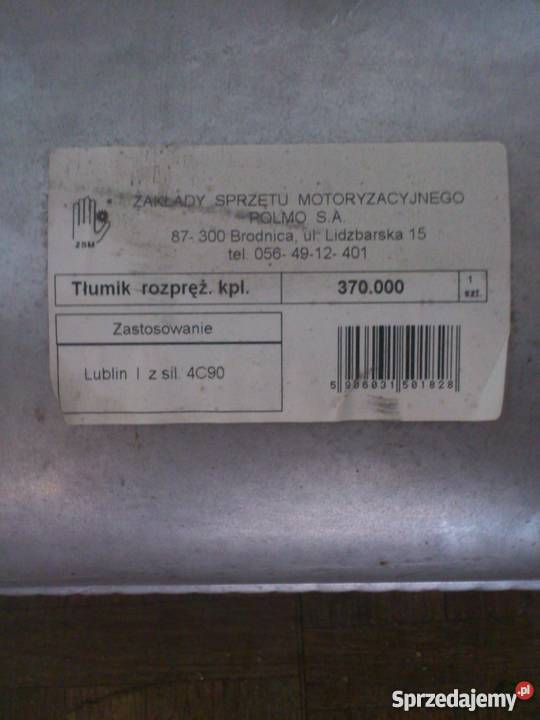 ZAKŁADY SPRZĘTU MOTORYZACYJNEGO
POLMO S.A.
87- 300 Brodnica, ul. Lidzbarska 15
tel. 056- 49-12- 401
ZSM
Tłumik rozpręż. kpl. 370.000 1 szt.
Zastosowanie
Lublin I z sil. 4C90
5 906031 501828
Sprzedajemy.pl